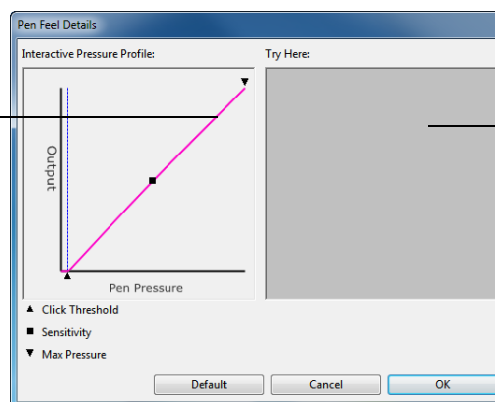 Pen Feel Details
Interactive Pressure Profile:
Try Here:
Output
Pen Pressure
Click Threshold
Sensitivity
Max Pressure
Default
Cancel
OK